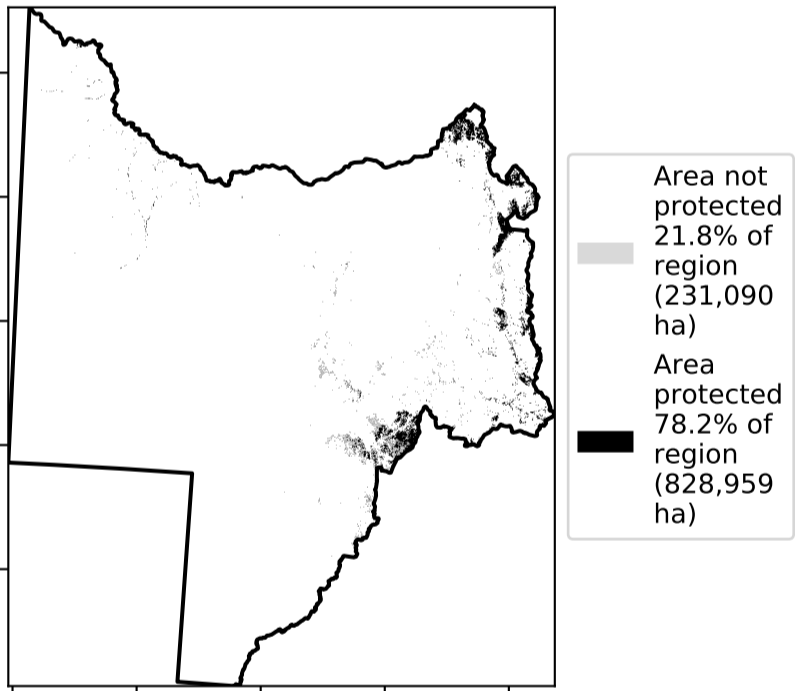 Area not
protected
21.8% of
region
(231,090
ha)
Area
protected
78.2% of
region
(828,959
ha)